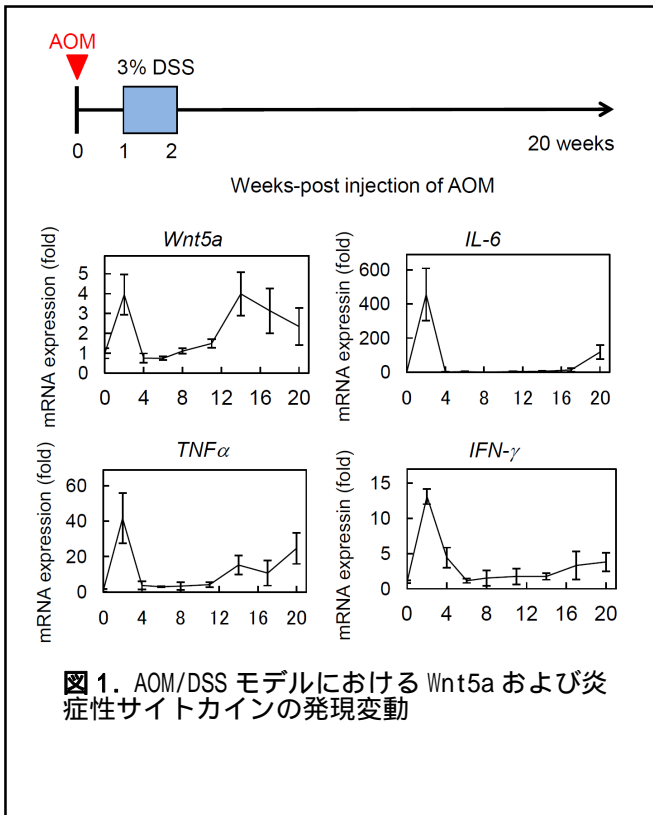 AOM
3% DSS
0 1 2 20 weeks
Weeks-post injection of AOM
Wnt5a
mRNA expression (fold)
5
4
3
2
1
0
0 4 8 12 16 20
IL-6
mRNA expressin (fold)
600
400
200
0
0 4 8 12 16 20
TNFα
mRNA expression (fold)
60
40
20
0
0 4 8 12 16 20
IFN-γ
mRNA expressin (fold)
15
10
5
0
0 4 8 12 16 20
図 1. AOM/DSS モデルにおける Wnt5a および炎
症性サイトカインの発現変動